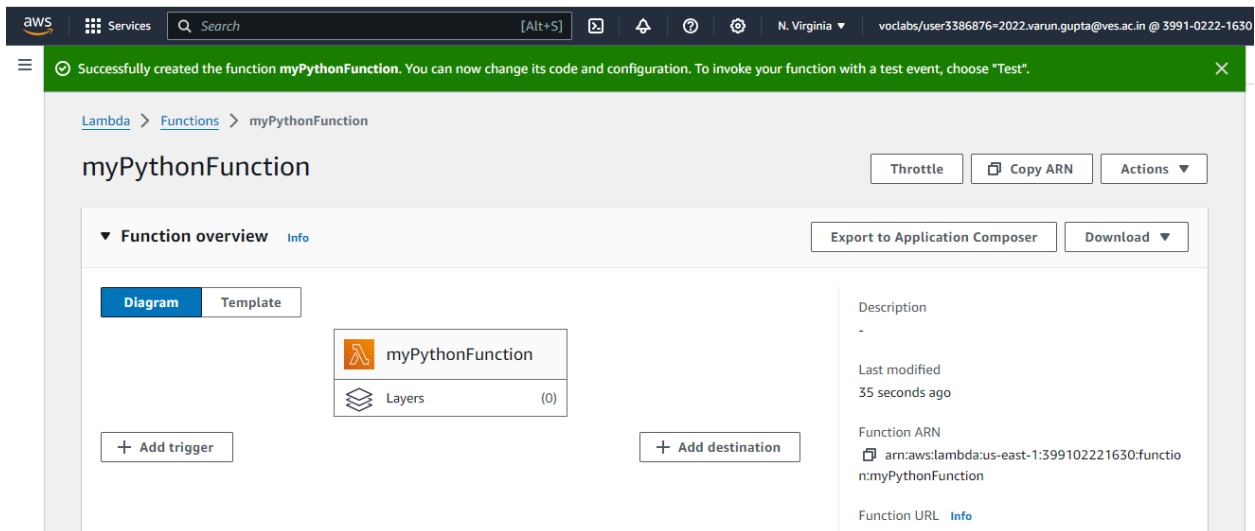 aws Services Search [Alt+S] N. Virginia ▼ voclabs/user3386876=2022.varun.gupta@ves.ac.in @ 3991-0222-1630
Successfully created the function myPythonFunction. You can now change its code and configuration. To invoke your function with a test event, choose "Test".
Lambda > Functions > myPythonFunction
myPythonFunction
Throttle Copy ARN Actions ▼
▼ Function overview Info
Export to Application Composer Download ▼
Diagram Template
myPythonFunction
Layers (0)
+ Add trigger
+ Add destination
Description
-
Last modified
35 seconds ago
Function ARN
arn:aws:lambda:us-east-1:399102221630:functio
n:myPythonFunction
Function URL Info